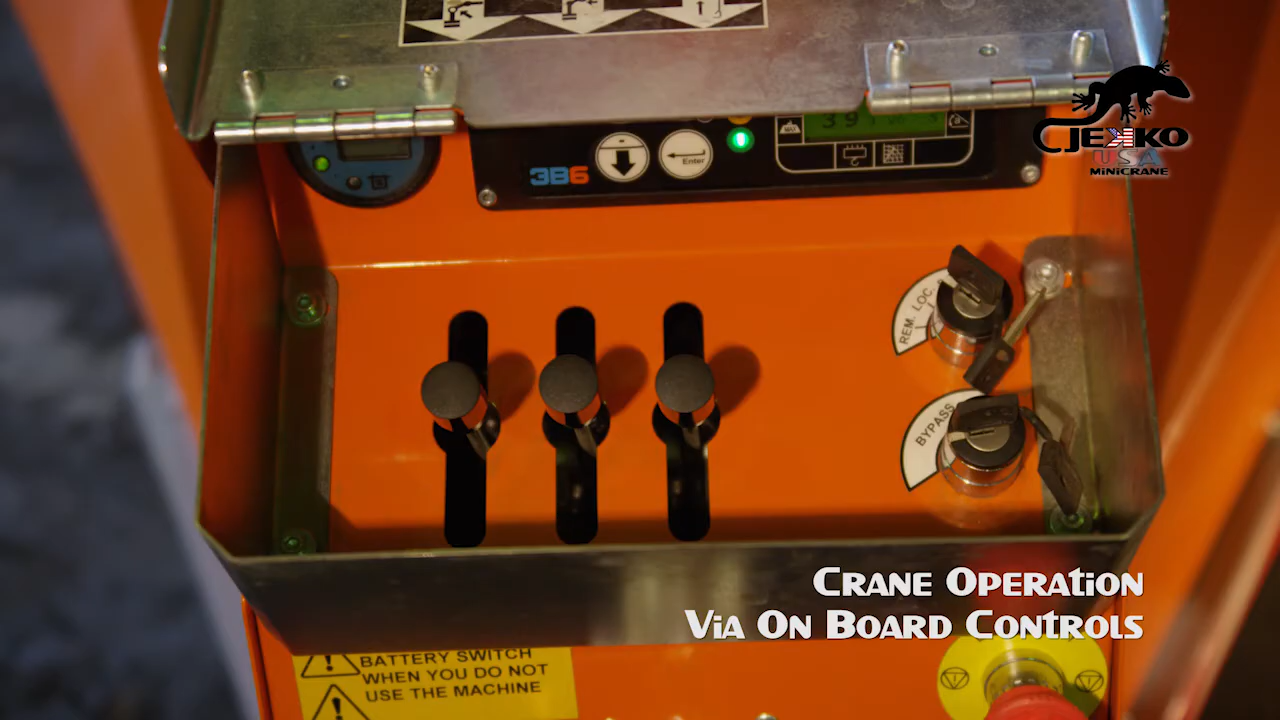 3B6
Enter
JEKKO
USA
MINICRANE
REM. LOC.
BYPASS
CRANE OPERATION
VIA ON BOARD CONTROLS
BATTERY SWITCH
WHEN YOU DO NOT
USE THE MACHINE